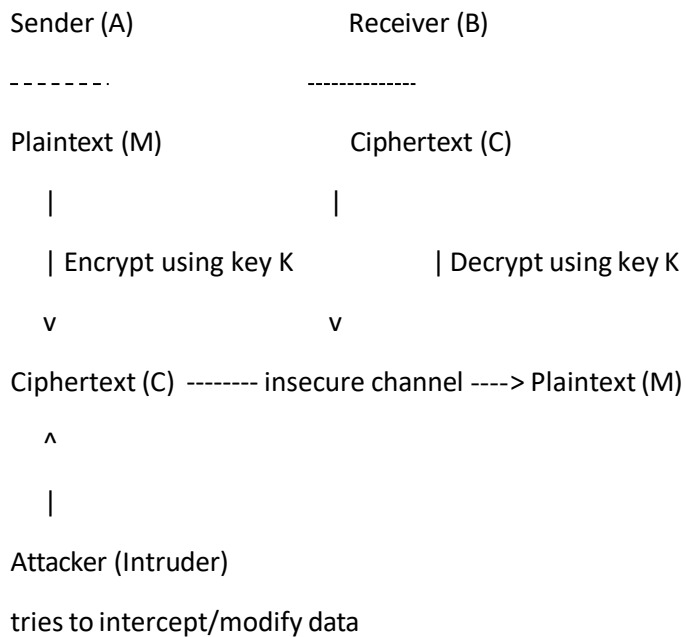 Sender (A) Receiver (B)
-------- --------------
Plaintext (M) Ciphertext (C)
| |
| Encrypt using key K | Decrypt using key K
v v
Ciphertext (C) -------- insecure channel ----> Plaintext (M)
^
|
Attacker (Intruder)
tries to intercept/modify data